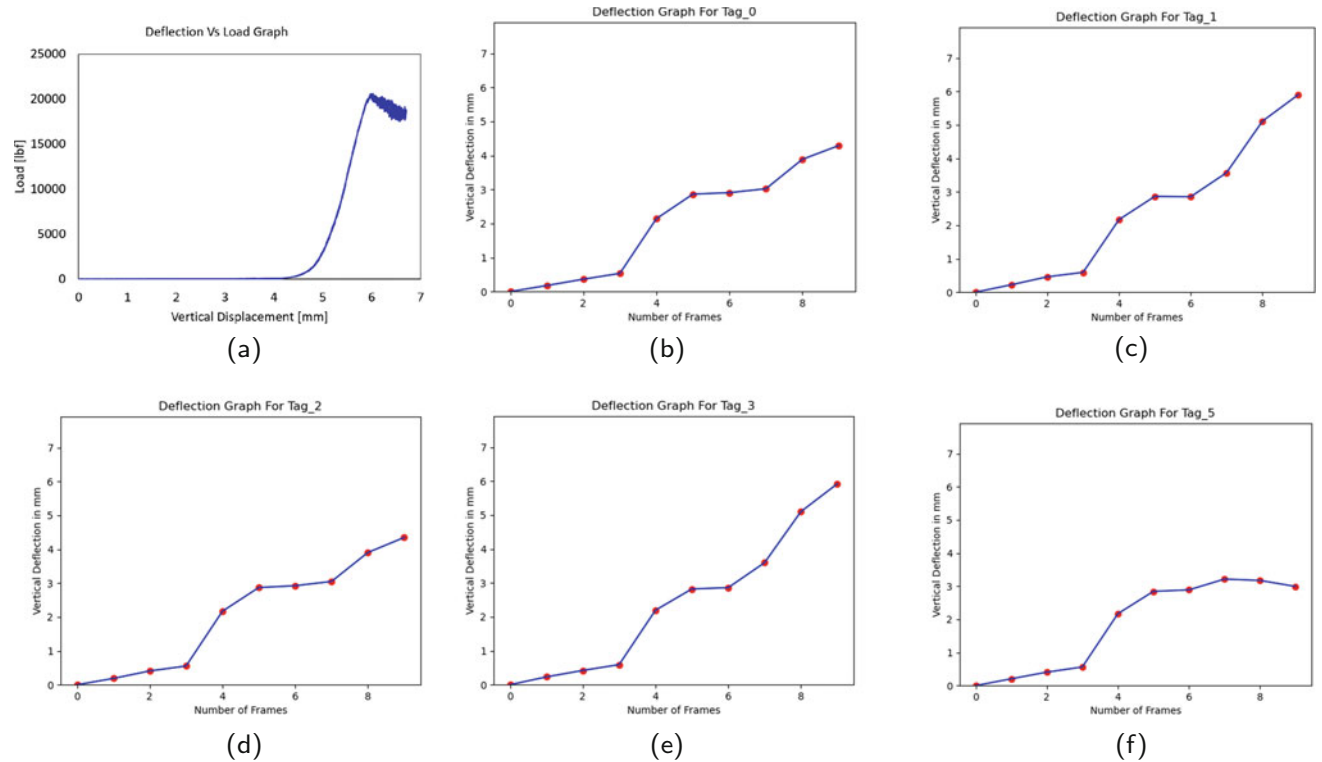 Deflection Vs Load Graph
25000
20000
15000
10000
5000
0
Load [lbf]
0 1 2 3 4 5 6 7
Vertical Displacement [mm]
(a)
Deflection Graph For Tag_0
7
6
5
4
3
2
1
0
Vertical Deflection in mm
0 2 4 6 8
Number of Frames
(b)
Deflection Graph For Tag_1
7
6
5
4
3
2
1
0
Vertical Deflection in mm
0 2 4 6 8
Number of Frames
(c)
Deflection Graph For Tag_2
7
6
5
4
3
2
1
0
Vertical Deflection in mm
0 2 4 6 8
Number of Frames
(d)
Deflection Graph For Tag_3
7
6
5
4
3
2
1
0
Vertical Deflection in mm
0 2 4 6 8
Number of Frames
(e)
Deflection Graph For Tag_5
7
6
5
4
3
2
1
0
Vertical Deflection in mm
0 2 4 6 8
Number of Frames
(f)